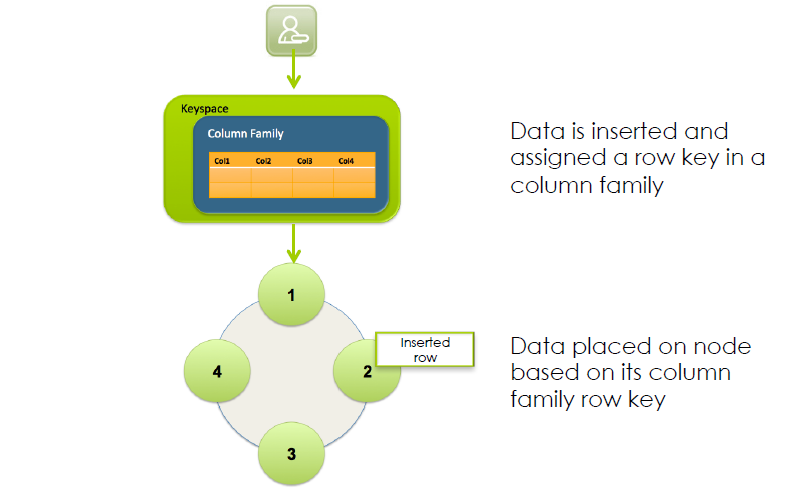 Keyspace
Column Family
Col1 Col2 Col3 Col4
Data is inserted and
assigned a row key in a
column family
1
Inserted
row
4
2
3
Data placed on node
based on its column
family row key